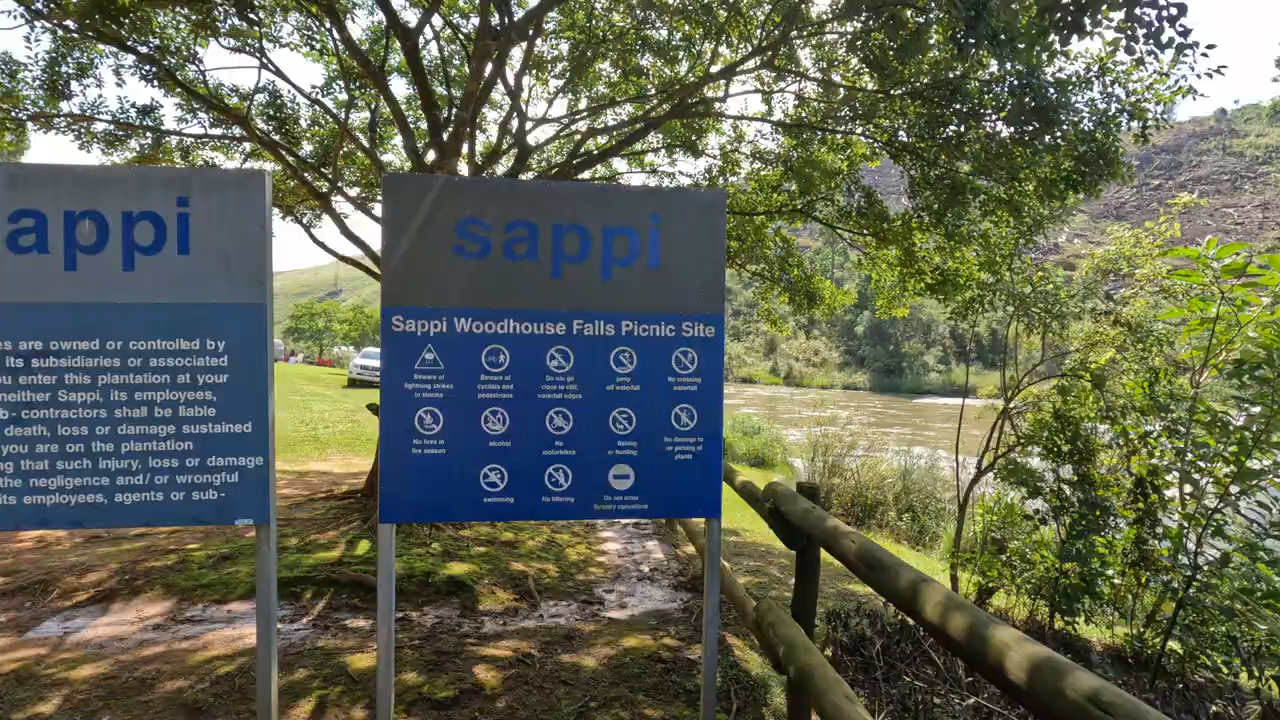 appi
es are owned or controlled by
its subsidiaries or associated
u enter this plantation at your
neither Sappi, its employees,
b- contractors shall be liable
death, loss or damage sustained
you are on the plantation
ng that such injury, loss or damage
the negligence and/or wrongful
its employees, agents or sub-
sappi
Sappi Woodhouse Falls Picnic Site
Beware of
lightning strikes
in storms
Beware of
cyclists and
pedestrians
Do not go
close to cliff,
waterfall edges
jump
off waterfall
No crossing
waterfall
No fires in
fire season
alcohol
No
motorbikes
fishing
or hunting
No damage to
or picking of
plants
swimming
No littering
Do not enter
forestry operations